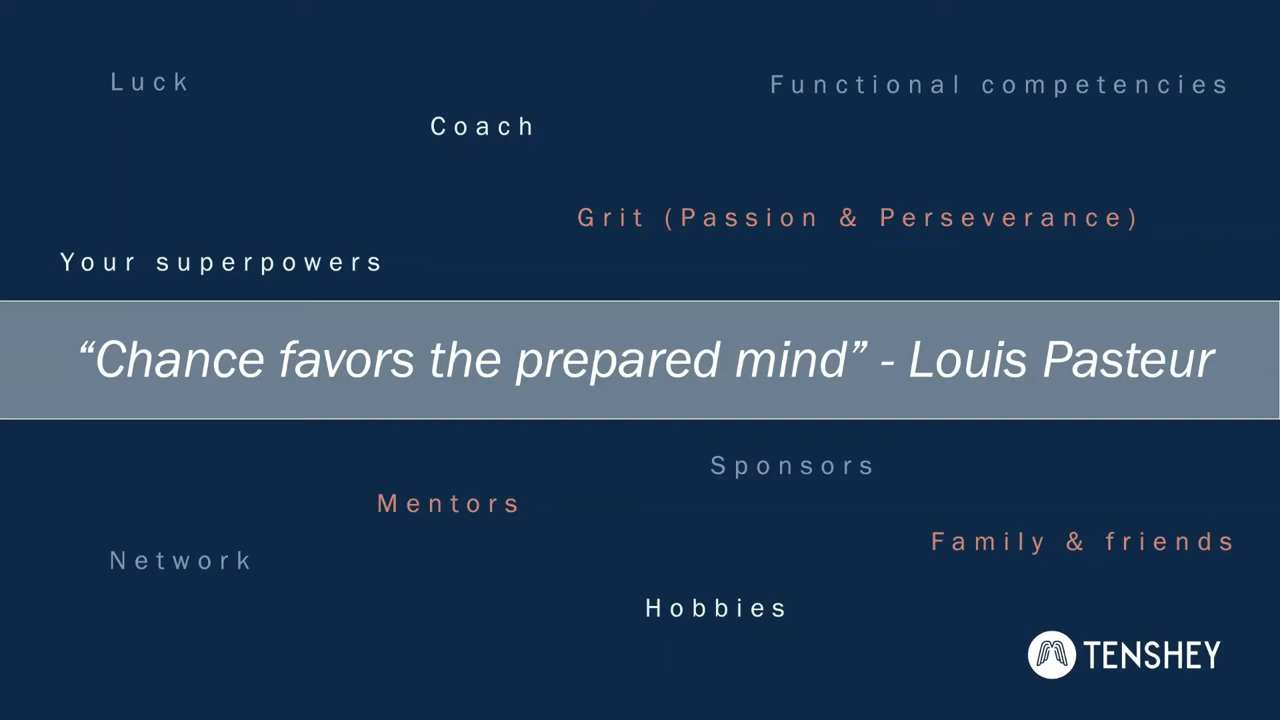 Luck
Functional competencies
Coach
Grit (Passion & Perseverance)
Your superpowers
“Chance favors the prepared mind” - Louis Pasteur
Sponsors
Mentors
Family & friends
Network
Hobbies
TENSHEY